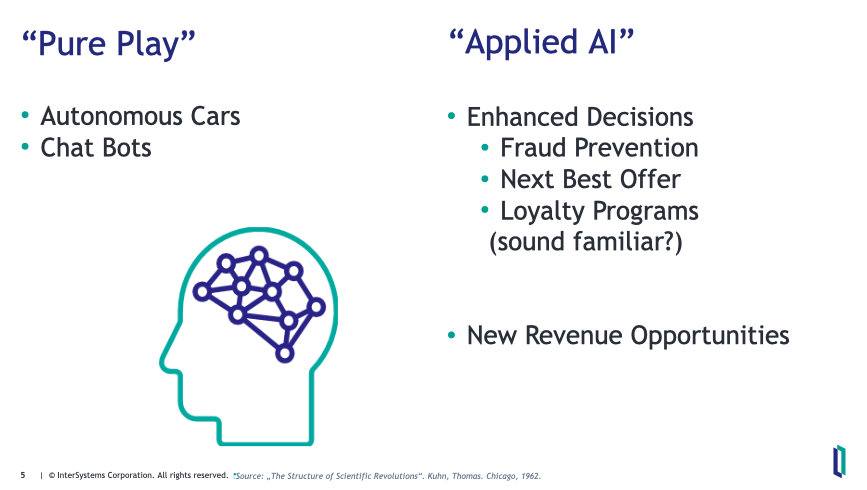 “Pure Play”
• Autonomous Cars
• Chat Bots
“Applied AI”
• Enhanced Decisions
• Fraud Prevention
• Next Best Offer
• Loyalty Programs
(sound familiar?)
• New Revenue Opportunities
5 | © InterSystems Corporation. All rights reserved. *Source: „The Structure of Scientific Revolutions“. Kuhn, Thomas. Chicago, 1962.